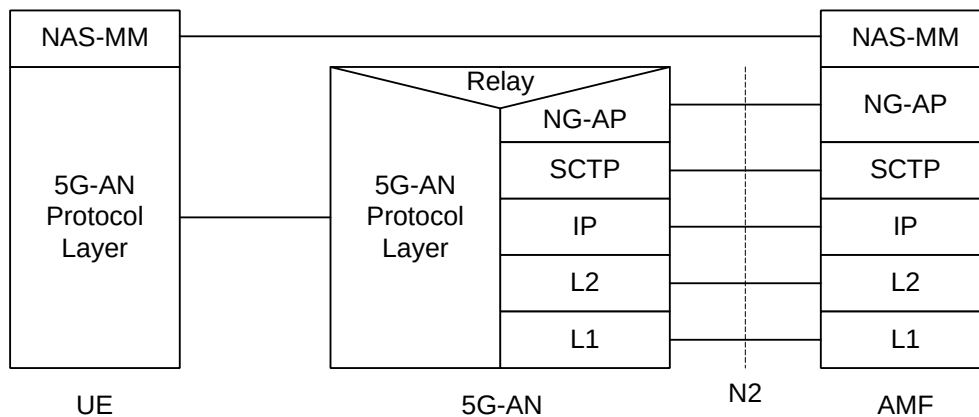 NAS-MM
NAS-MM
Relay
NG-AP
NG-AP
5G-AN
Protocol
Layer
5G-AN
Protocol
Layer
SCTP
SCTP
IP
IP
L2
L2
L1
L1
UE
5G-AN
N2
AMF